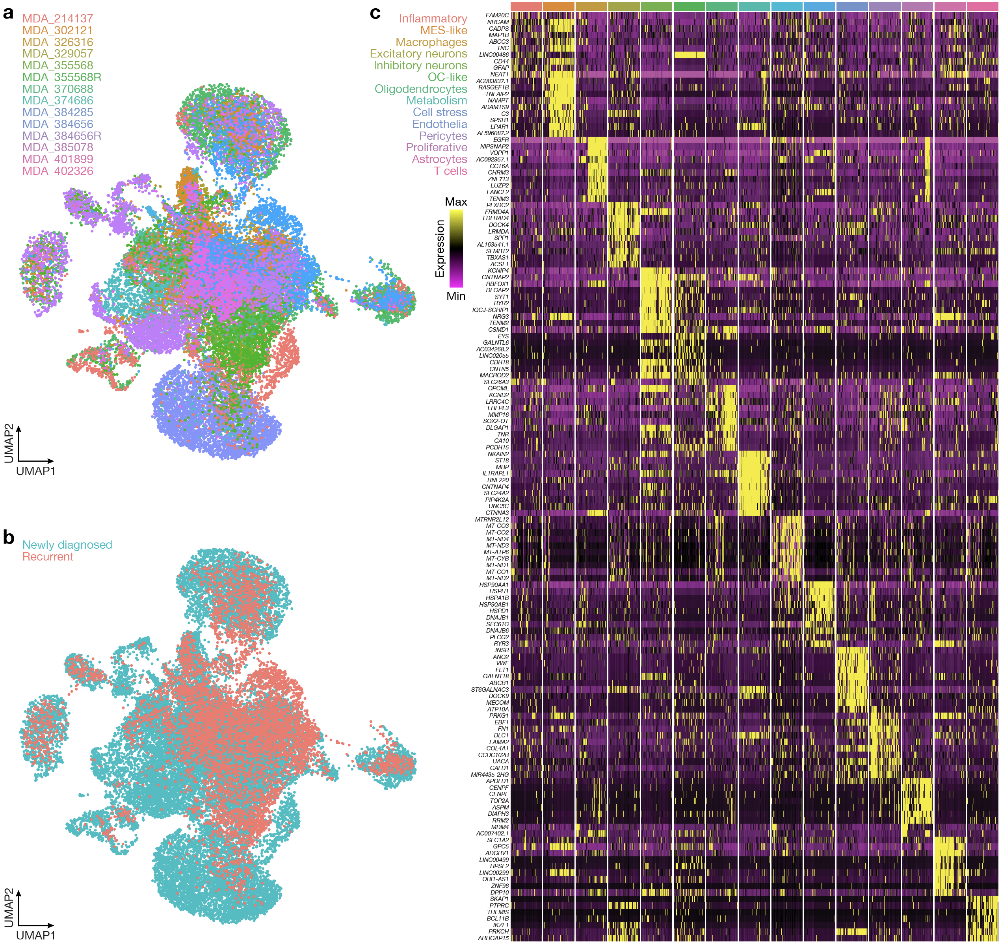 a
MDA_214137
MDA_302121
MDA_326316
MDA_329057
MDA_355568
MDA_355568R
MDA_370688
MDA_374686
MDA_384285
MDA_384656
MDA_384656R
MDA_385078
MDA_401899
MDA_402326
UMAP2
UMAP1
b
Newly diagnosed
Recurrent
UMAP2
UMAP1
c
Inflammatory
MES-like
Macrophages
Excitatory neurons
Inhibitory neurons
OC-like
Oligodendrocytes
Metabolism
Cell stress
Endothelia
Pericytes
Proliferative
Astrocytes
T cells
Max
Expression
Min
FAM20C
NRCAM
CADPS
MAP1B
ABCC3
TNC
LINC00486
CD44
GFAP
NEAT1
AC083837.1
RASGEF1B
TNFAIP2
NAMPT
ADAMTS9
C3
SPSB1
LPAR1
AL596087.2
EGFR
NIPSNAP2
VOPP1
AC092957.1
CCT6A
CHRM3
ZNF713
LUZP2
LANCL2
TENM3
PLXDC2
FRMD4A
LDLRAD4
DOCK4
LRMDA
SPP1
AL163541.1
SFMBT2
TBXAS1
ACSL1
KCNIP4
CNTNAP2
RBFOX1
DLGAP2
SYT1
RYR2
IQCJ-SCHIP1
NRG3
TENM2
CSMD1
EYS
GALNTL6
AC034268.2
LINC02055
CDH18
CNTN5
MACROD2
SLC26A3
OPCML
KCND2
LRRC4C
LHFPL3
MMP16
SOX2-OT
DLGAP1
TNR
CA10
PCDH15
NKAIN2
ST18
MBP
IL1RAPL1
RNF220
CNTNAP4
SLC24A2
PIP4K2A
UNC5C
CTNNA3
MTRNR2L12
MT-CO3
MT-CO2
MT-ND4
MT-ND3
MT-ATP6
MT-CYB
MT-ND1
MT-CO1
MT-ND2
HSP90AA1
HSPH1
HSPA1B
HSP90AB1
HSPD1
DNAJB1
SEC61G
DNAJB6
PLCG2
RYR3
INSR
ANO2
VWF
FLT1
GALNT18
ABCB1
ST6GALNAC3
DOCK9
MECOM
ATP10A
PRKG1
EBF1
FN1
DLC1
LAMA2
COL4A1
CCDC102B
UACA
CALD1
MIR4435-2HG
APOLD1
CENPF
CENPE
TOP2A
ASPM
DIAPH3
RRM2
MDM4
AC007402.1
SLC1A2
GPC5
ADGRV1
LINC00499
HPSE2
LINC00299
OBI1-AS1
ZNF98
DPP10
SKAP1
PTPRC
THEMIS
BCL11B
IKZF1
PRKCH
ARHGAP15